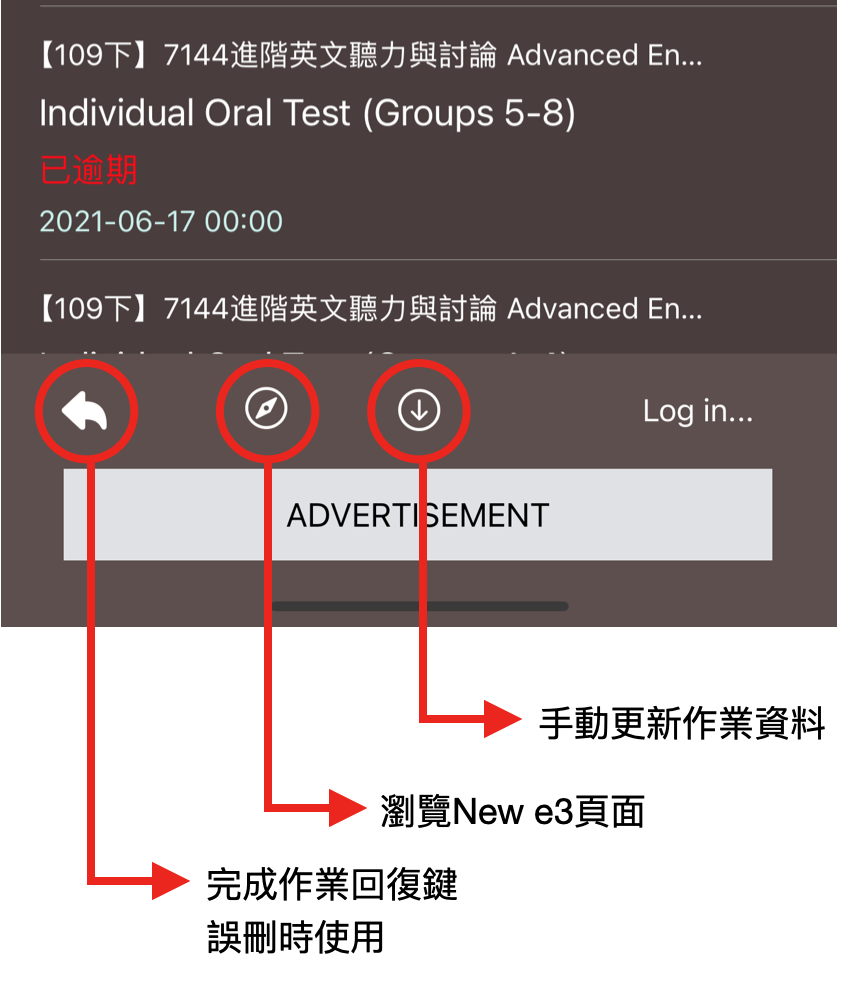 【109下】7144進階英文聽力與討論 Advanced En...
Individual Oral Test (Groups 5-8)
已逾期
2021-06-17 00:00
【109下】7144進階英文聽力與討論 Advanced En...
Log in...
ADVERTISEMENT
手動更新作業資料
瀏覽New e3頁面
完成作業回復鍵
誤刪時使用